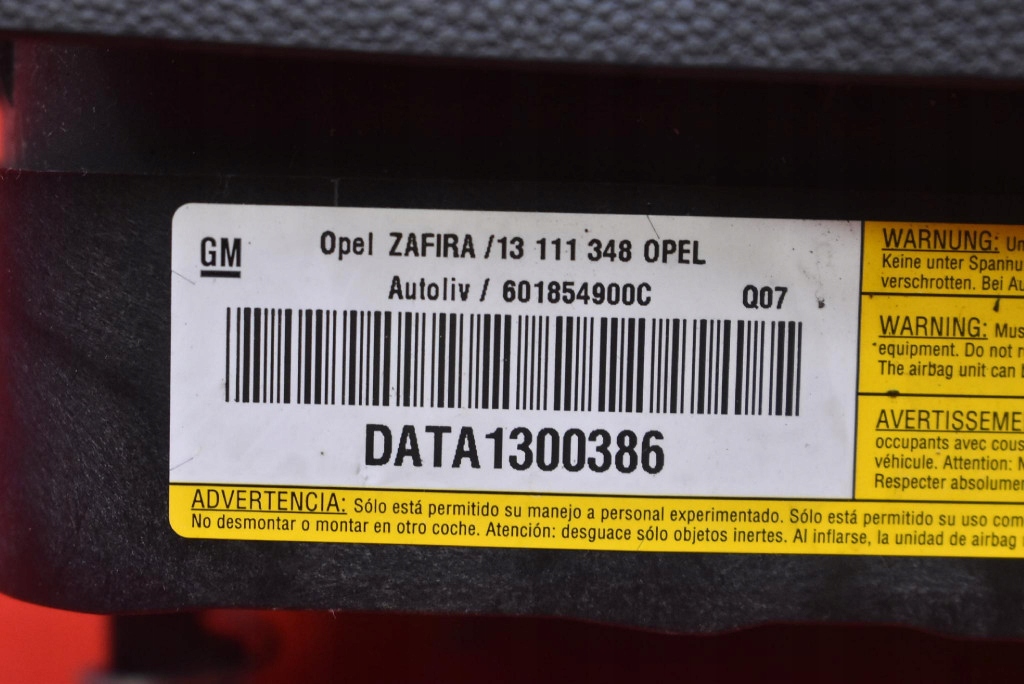 GM
Opel ZAFIRA /13 111 348 OPEL
Autoliv / 601854900C
Q07
DATA1300386
WARNUNG:
Keine unter
verschrotten. Bei
WARNING:
equipment. Do not
The airbag unit can
occupants avec
véhicule. Attention:
Respecter
ADVERTENCIA: Sólo está permitido su manejo a personal experimentado. Sólo está permitido su uso
No desmontar o montar en otro coche. Atención: desguace sólo objetos inertes. Al inflarse, la unidad de airbag